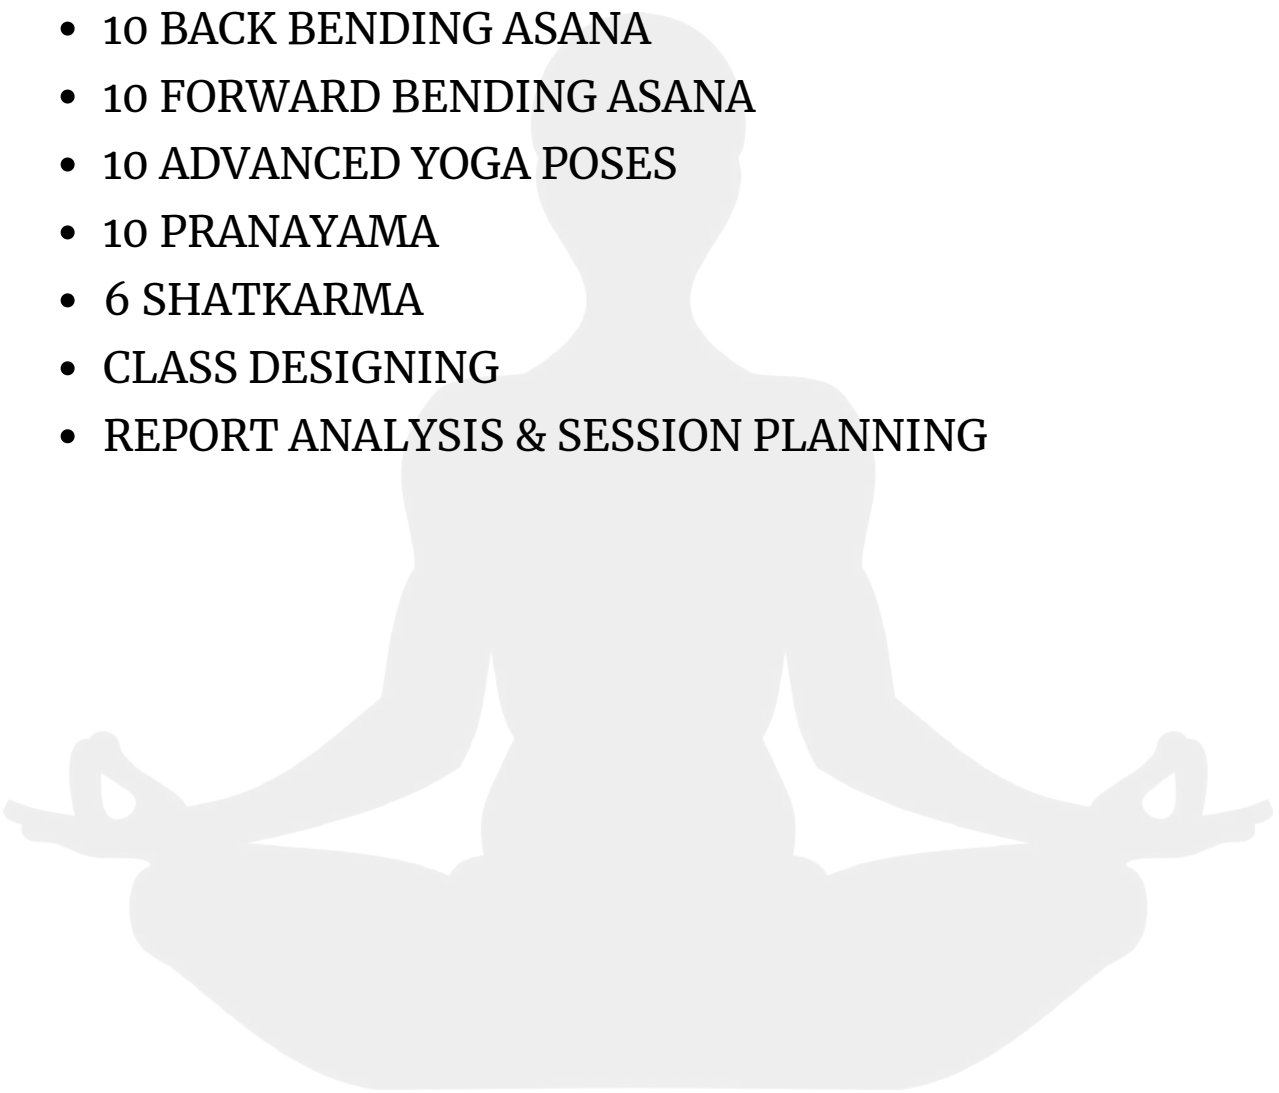 • 10 BACK BENDING ASANA
• 10 FORWARD BENDING ASANA
• 10 ADVANCED YOGA POSES
• 10 PRANAYAMA
• 6 SHATKARMA
• CLASS DESIGNING
• REPORT ANALYSIS & SESSION PLANNING